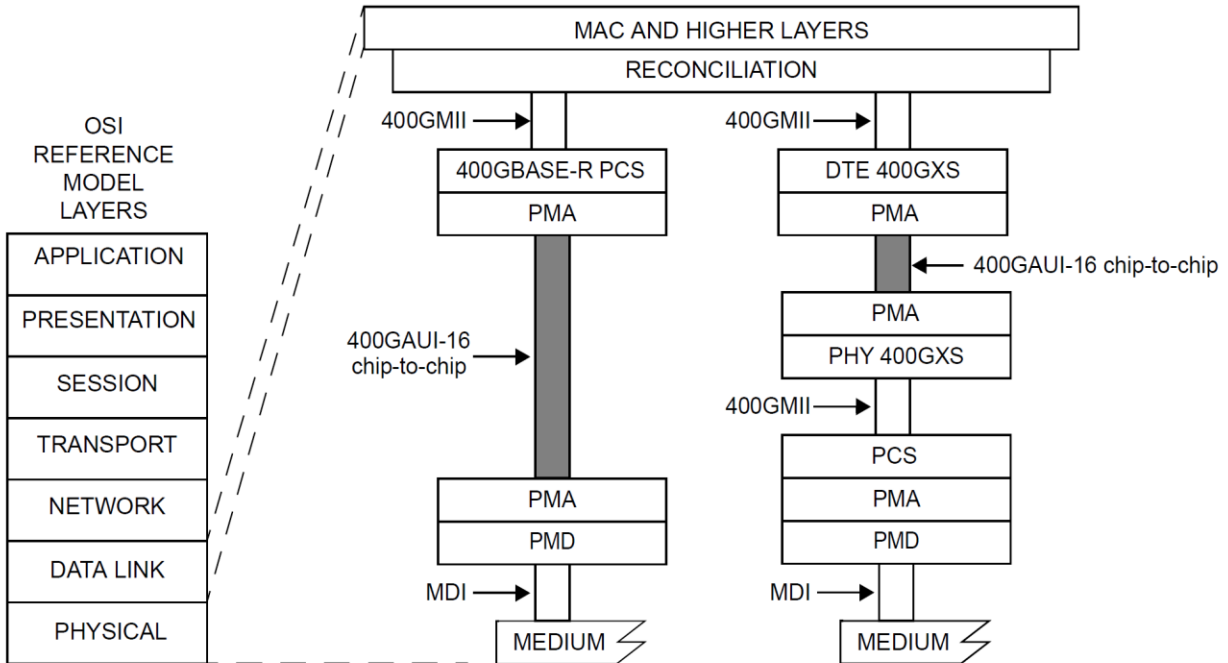 MAC AND HIGHER LAYERS
RECONCILIATION
OSI
REFERENCE
MODEL
LAYERS
APPLICATION
PRESENTATION
SESSION
TRANSPORT
NETWORK
DATA LINK
PHYSICAL
400GMII
400GBASE-R PCS
PMA
400GAUI-16
chip-to-chip
PMA
PMD
MDI
MEDIUM
400GMII
DTE 400GXS
PMA
400GAUI-16 chip-to-chip
PMA
PHY 400GXS
400GMII
PCS
PMA
PMD
MDI
MEDIUM